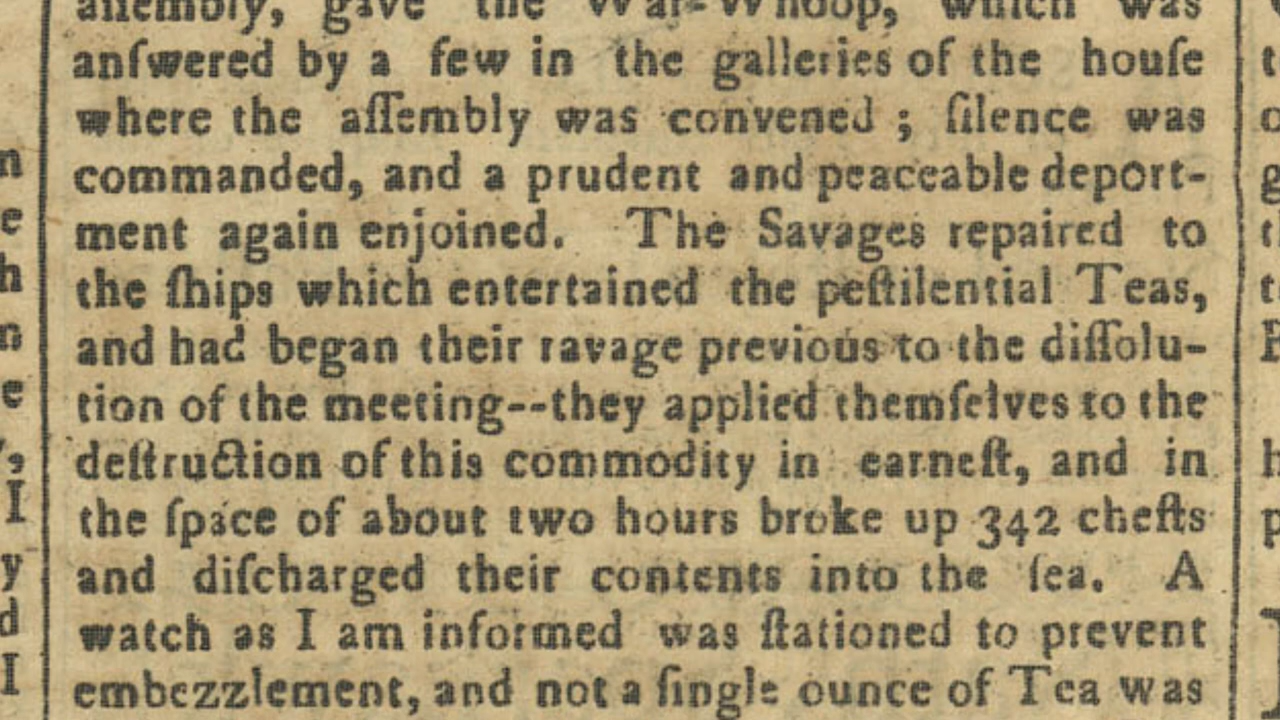 assembly, gave the War-Whoop, which was
anſwered by a few in the galleries of the houſe
where the aſſembly was convened ; ſilence was
commanded, and a prudent and peaceable deport-
ment again enjoined. The Savages repaired to
the ſhips which entertained the peſtilential Teas,
and had began their ravage previous to the diſſolu-
tion of the meeting--they applied themſelves to the
deſtruction of this commodity in earneſt, and in
the ſpace of about two hours broke up 342 cheſts
and diſcharged their contents into the ſea. A
watch as I am informed was ſtationed to prevent
embezzlement, and not a ſingle ounce of Tea was